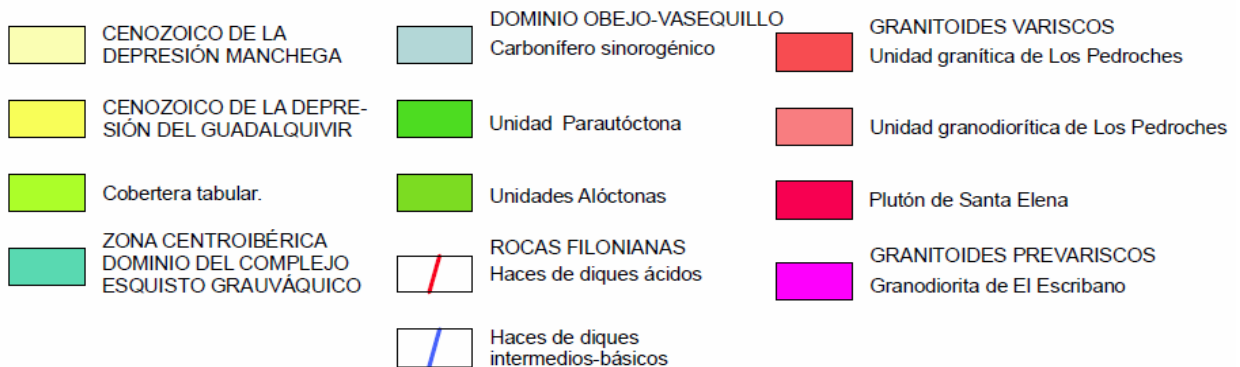 CENOZOICO DE LA
DEPRESIÓN MANCHEGA
CENOZOICO DE LA DEPRE-
SIÓN DEL GUADALQUIVIR
Cobertera tabular.
ZONA CENTROIBÉRICA
DOMINIO DEL COMPLEJO
ESQUISTO GRAUVÁQUICO
DOMINIO OBEJO-VASEQUILLO
Carbonífero sinorogénico
Unidad Parautóctona
Unidades Alóctonas
ROCAS FILONIANAS
Haces de diques ácidos
Haces de diques
intermedios-básicos
GRANITOIDES VARISCOS
Unidad granítica de Los Pedroches
Unidad granodiorítica de Los Pedroches
Plutón de Santa Elena
GRANITOIDES PREVARISCOS
Granodiorita de El Escribano